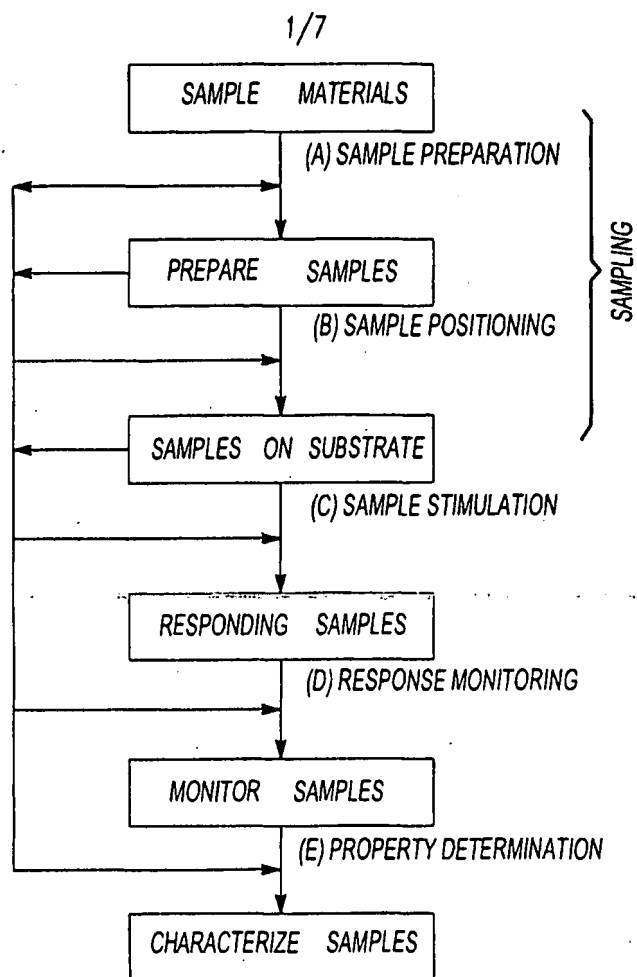 1/7
SAMPLE MATERIALS
(A) SAMPLE PREPARATION
PREPARE SAMPLES
(B) SAMPLE POSITIONING
SAMPLING
SAMPLES ON SUBSTRATE
(C) SAMPLE STIMULATION
RESPONDING SAMPLES
(D) RESPONSE MONITORING
MONITOR SAMPLES
(E) PROPERTY DETERMINATION
CHARACTERIZE SAMPLES